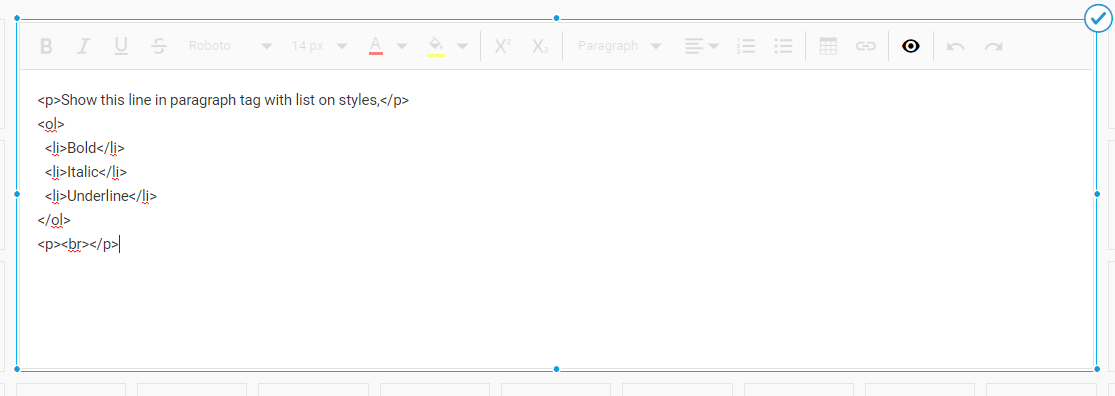 B I U S Roboto 14 px A X² X₂ Paragraph
<p>Show this line in paragraph tag with list on styles,</p>
<ol>
<li>Bold</li>
<li>Italic</li>
<li>Underline</li>
</ol>
<p><br></p>